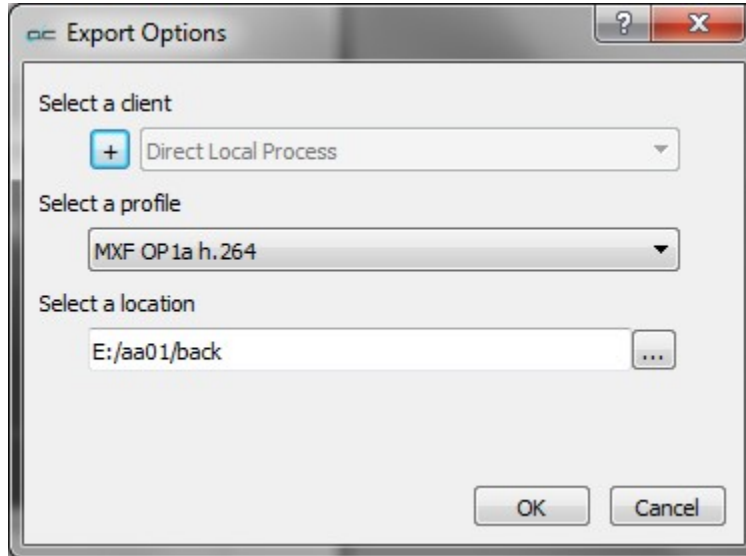 Export Options
?
Select a client
+ Direct Local Process
Select a profile
MXF OP1a h.264
Select a location
E:/aa01/back ...
OK Cancel